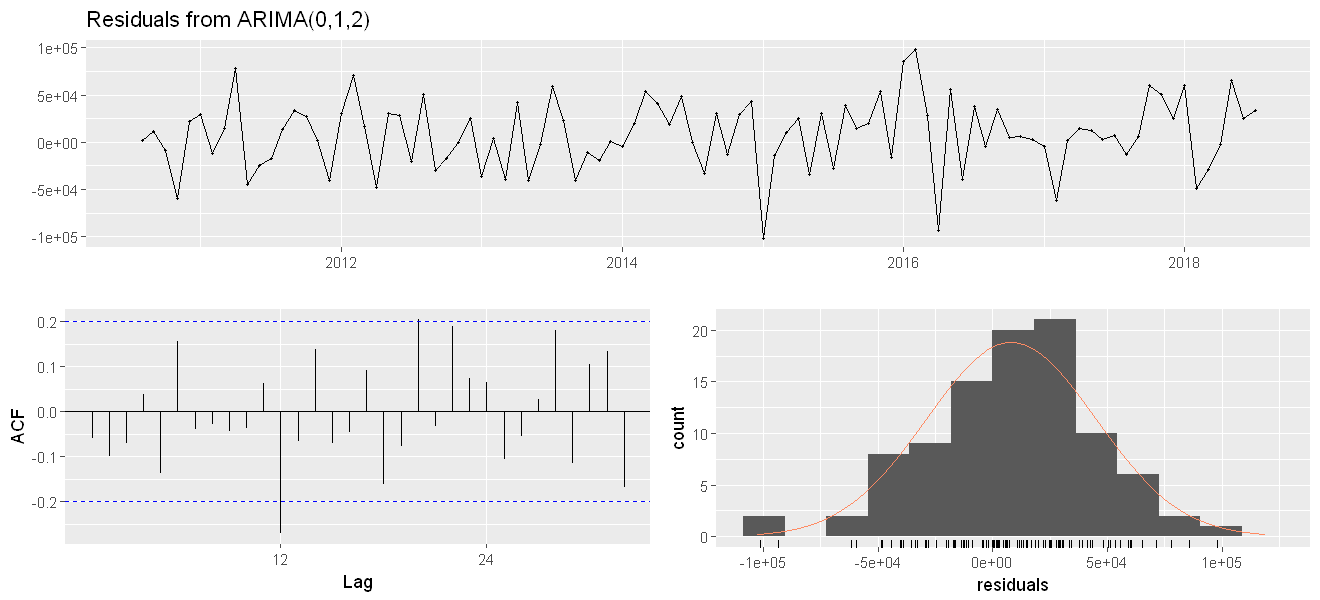 Residuals from ARIMA(0,1,2)
1e+05
5e+04
0e+00
-5e+04
-1e+05
2012 2014 2016 2018
ACF
0.2
0.1
0.0
-0.1
-0.2
12 24
Lag
count
20
15
10
5
0
-1e+05 -5e+04 0e+00 5e+04 1e+05
residuals